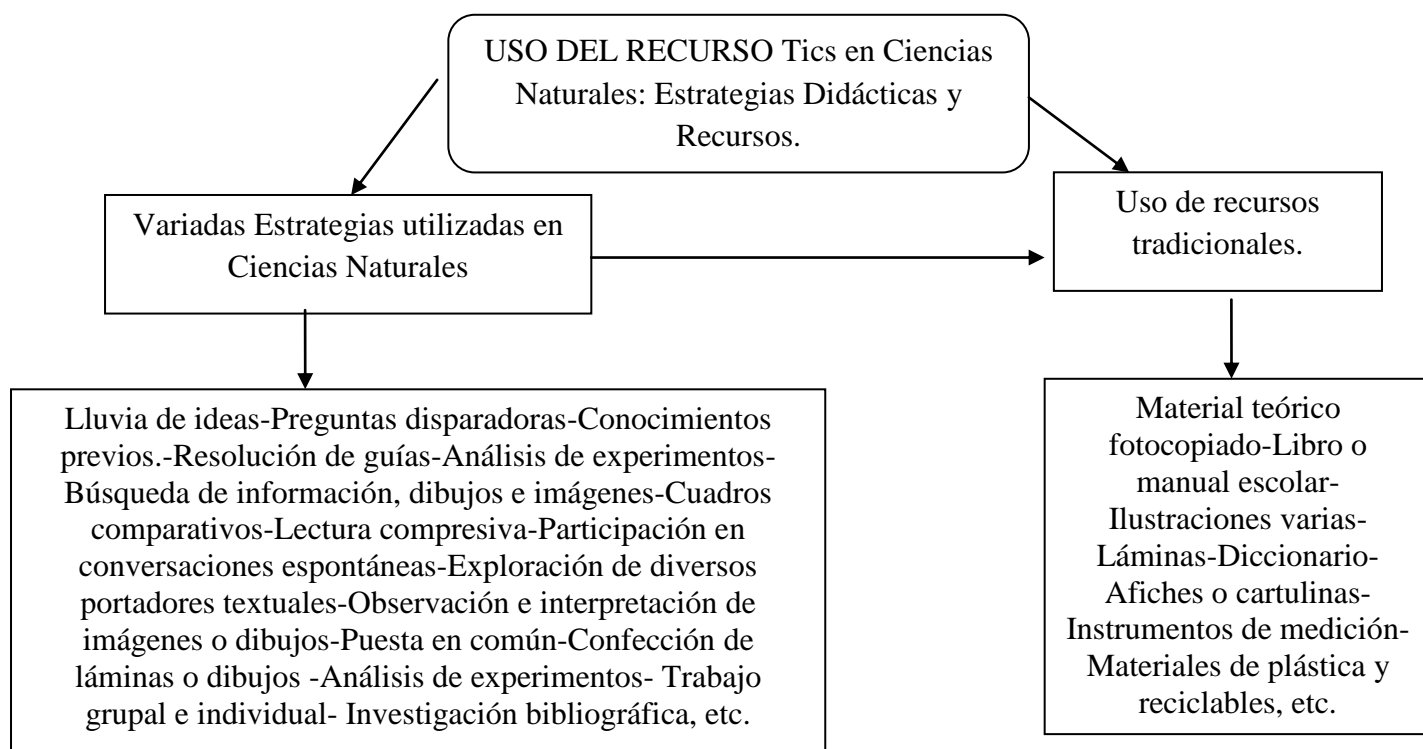 USO DEL RECURSO Tics en Ciencias
Naturales: Estrategias Didácticas y
Recursos.
Variadas Estrategias utilizadas en
Ciencias Naturales
Uso de recursos
tradicionales.
Lluvia de ideas-Preguntas disparadoras-Conocimientos
previos.-Resolución de guías-Análisis de experimentos-
Búsqueda de información, dibujos e imágenes-Cuadros
comparativos-Lectura compresiva-Participación en
conversaciones espontáneas-Exploración de diversos
portadores textuales-Observación e interpretación de
imágenes o dibujos-Puesta en común-Confección de
láminas o dibujos -Análisis de experimentos- Trabajo
grupal e individual- Investigación bibliográfica, etc.
Material teórico
fotocopiado-Libro o
manual escolar-
Ilustraciones varias-
Láminas-Diccionario-
Afiches o cartulinas-
Instrumentos de medición-
Materiales de plástica y
reciclables, etc.